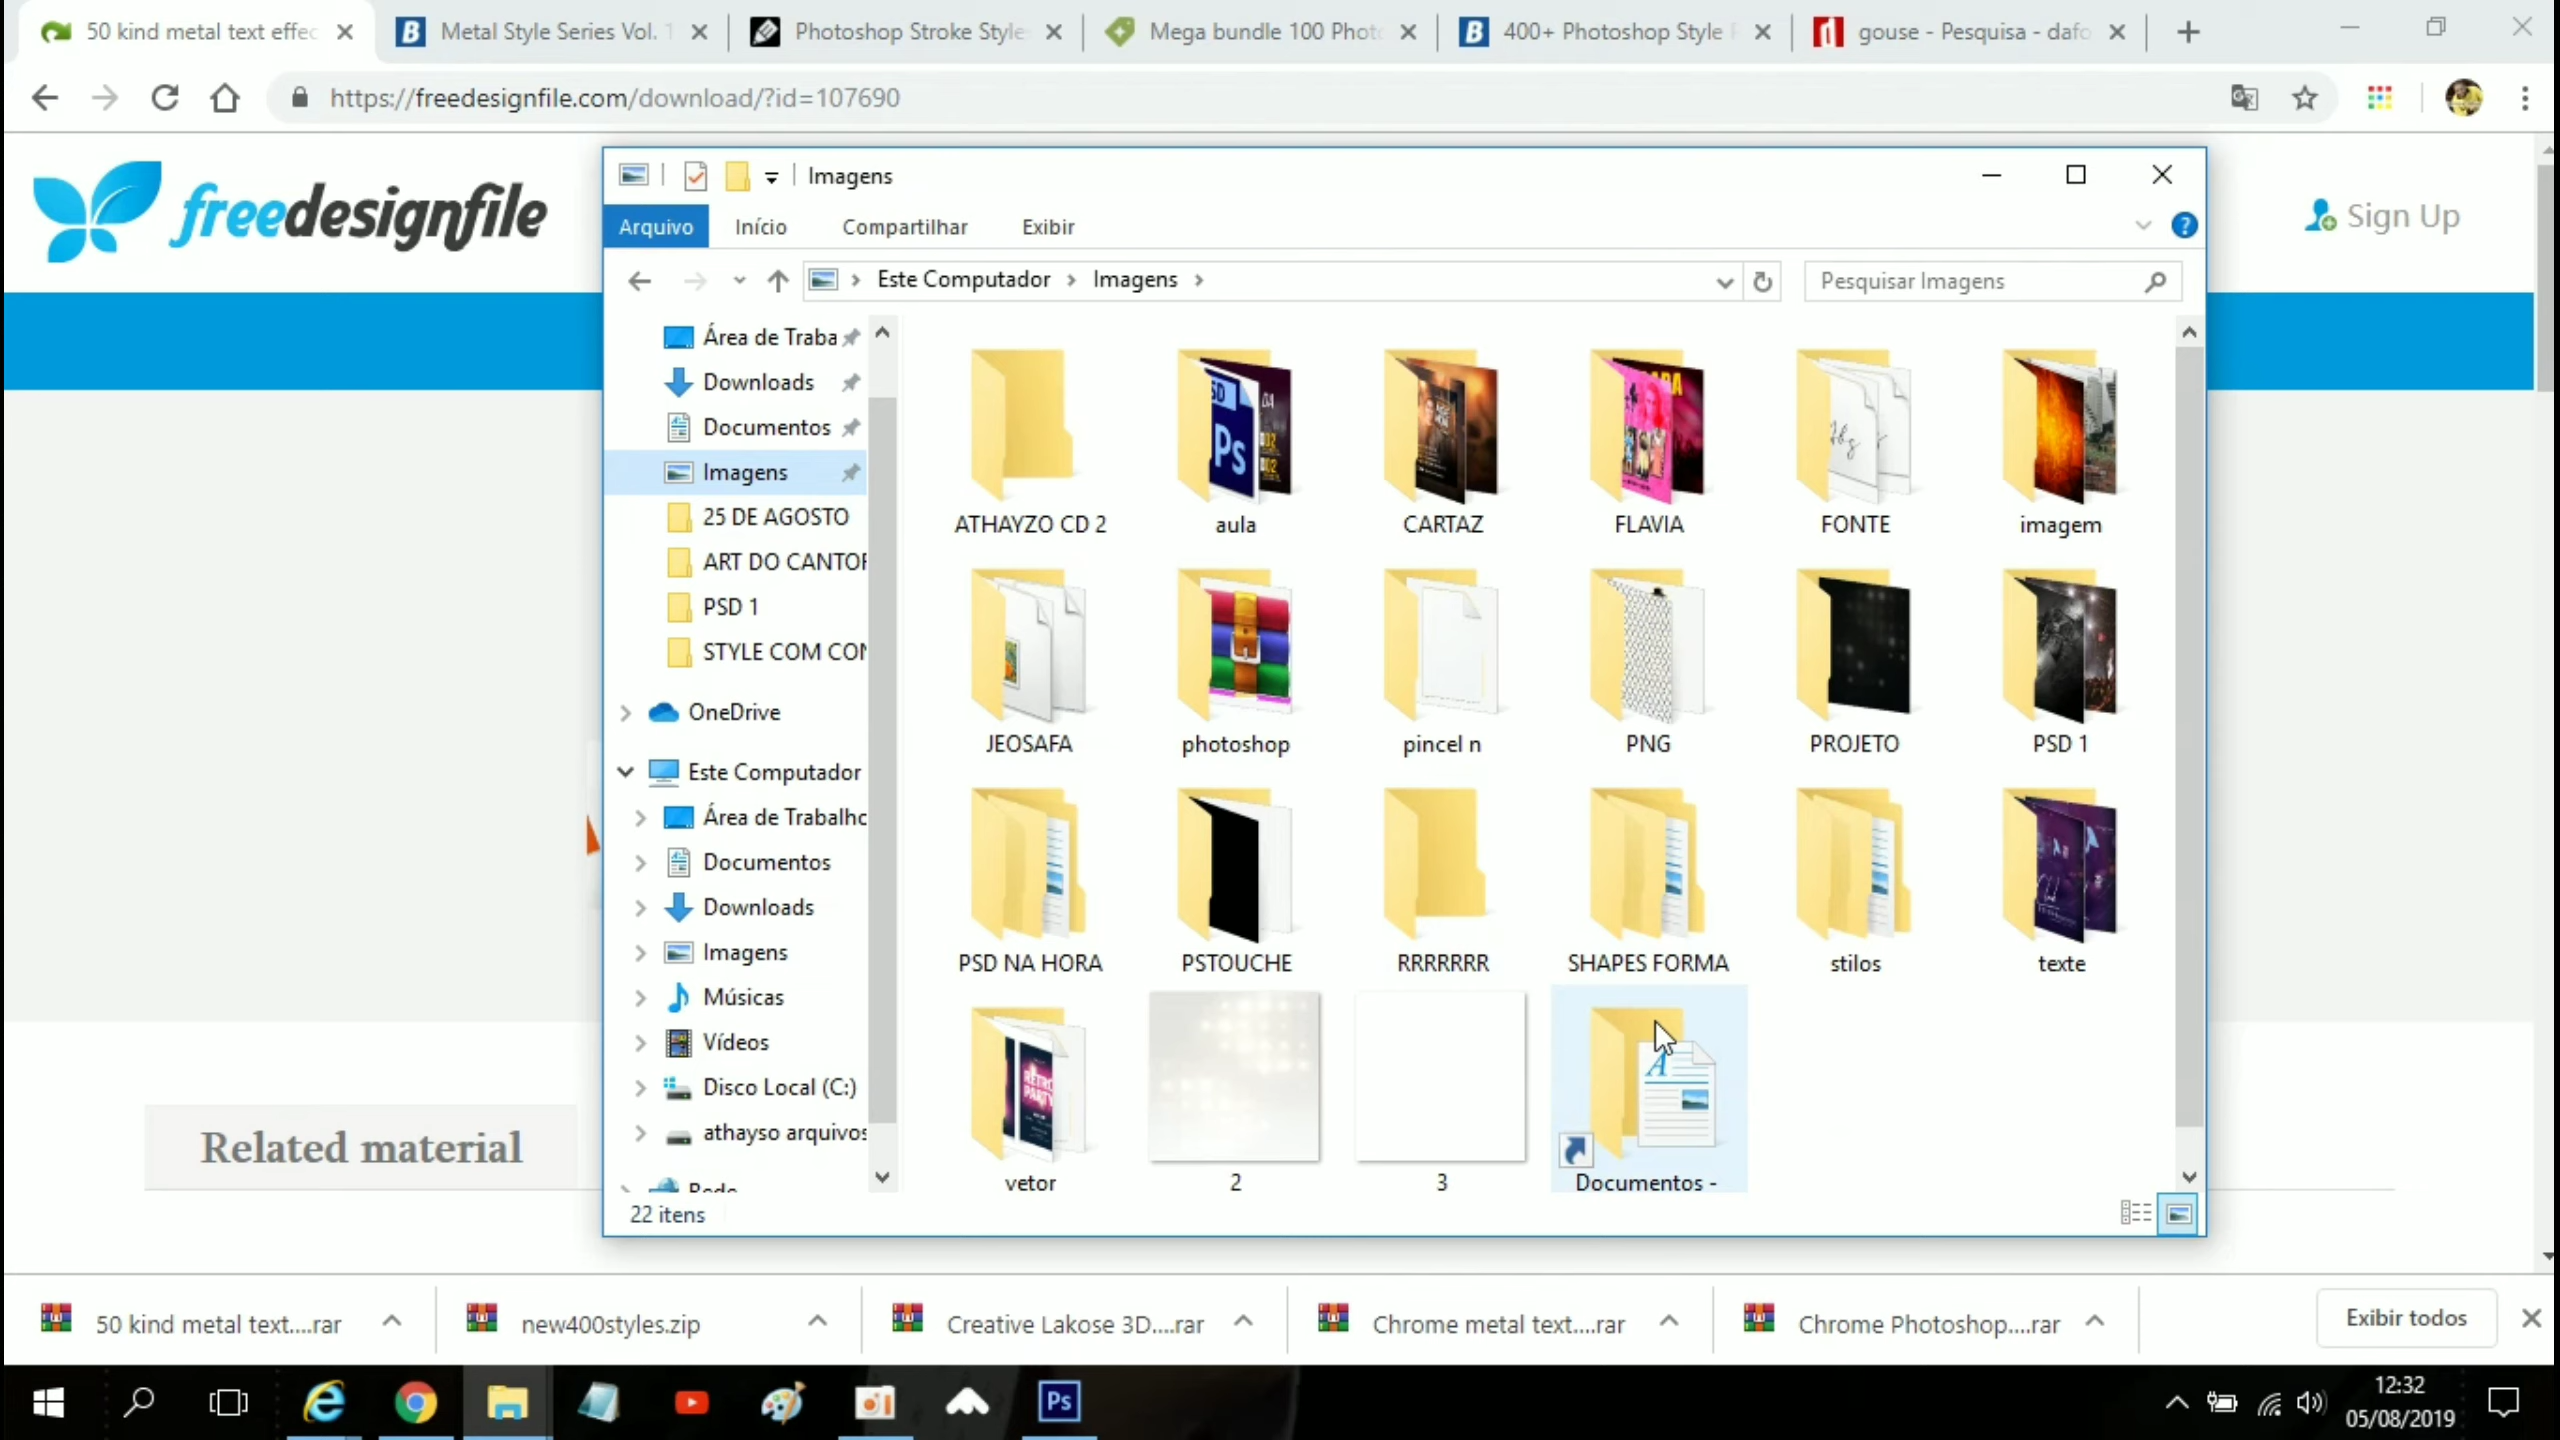 50 kind metal text effec
Metal Style Series Vol. 1
Photoshop Stroke Style
Mega bundle 100 Phot
400+ Photoshop Style
gouse - Pesquisa - dafo
https://freedesignfile.com/download/?id=107690
freedesignfile
Sign Up
Imagens
Arquivo
Início
Compartilhar
Exibir
Este Computador
Imagens
Pesquisar Imagens
Área de Traba
Downloads
Documentos
Imagens
25 DE AGOSTO
ART DO CANTOR
PSD 1
STYLE COM CON
OneDrive
Este Computador
Área de Trabalho
Documentos
Downloads
Imagens
Músicas
Vídeos
Disco Local (C:)
athayso arquivos
Rede
ATHAYZO CD 2
aula
CARTAZ
FLAVIA
FONTE
imagem
JEOSAFA
photoshop
pincel n
PNG
PROJETO
PSD 1
PSD NA HORA
PSTOUCHE
RRRRRRR
SHAPES FORMA
stilos
texte
vetor
2
3
Documentos -
22 itens
Related material
50 kind metal text....rar
new400styles.zip
Creative Lakose 3D....rar
Chrome metal text....rar
Chrome Photoshop....rar
Exibir todos
Ps
12:32
05/08/2019